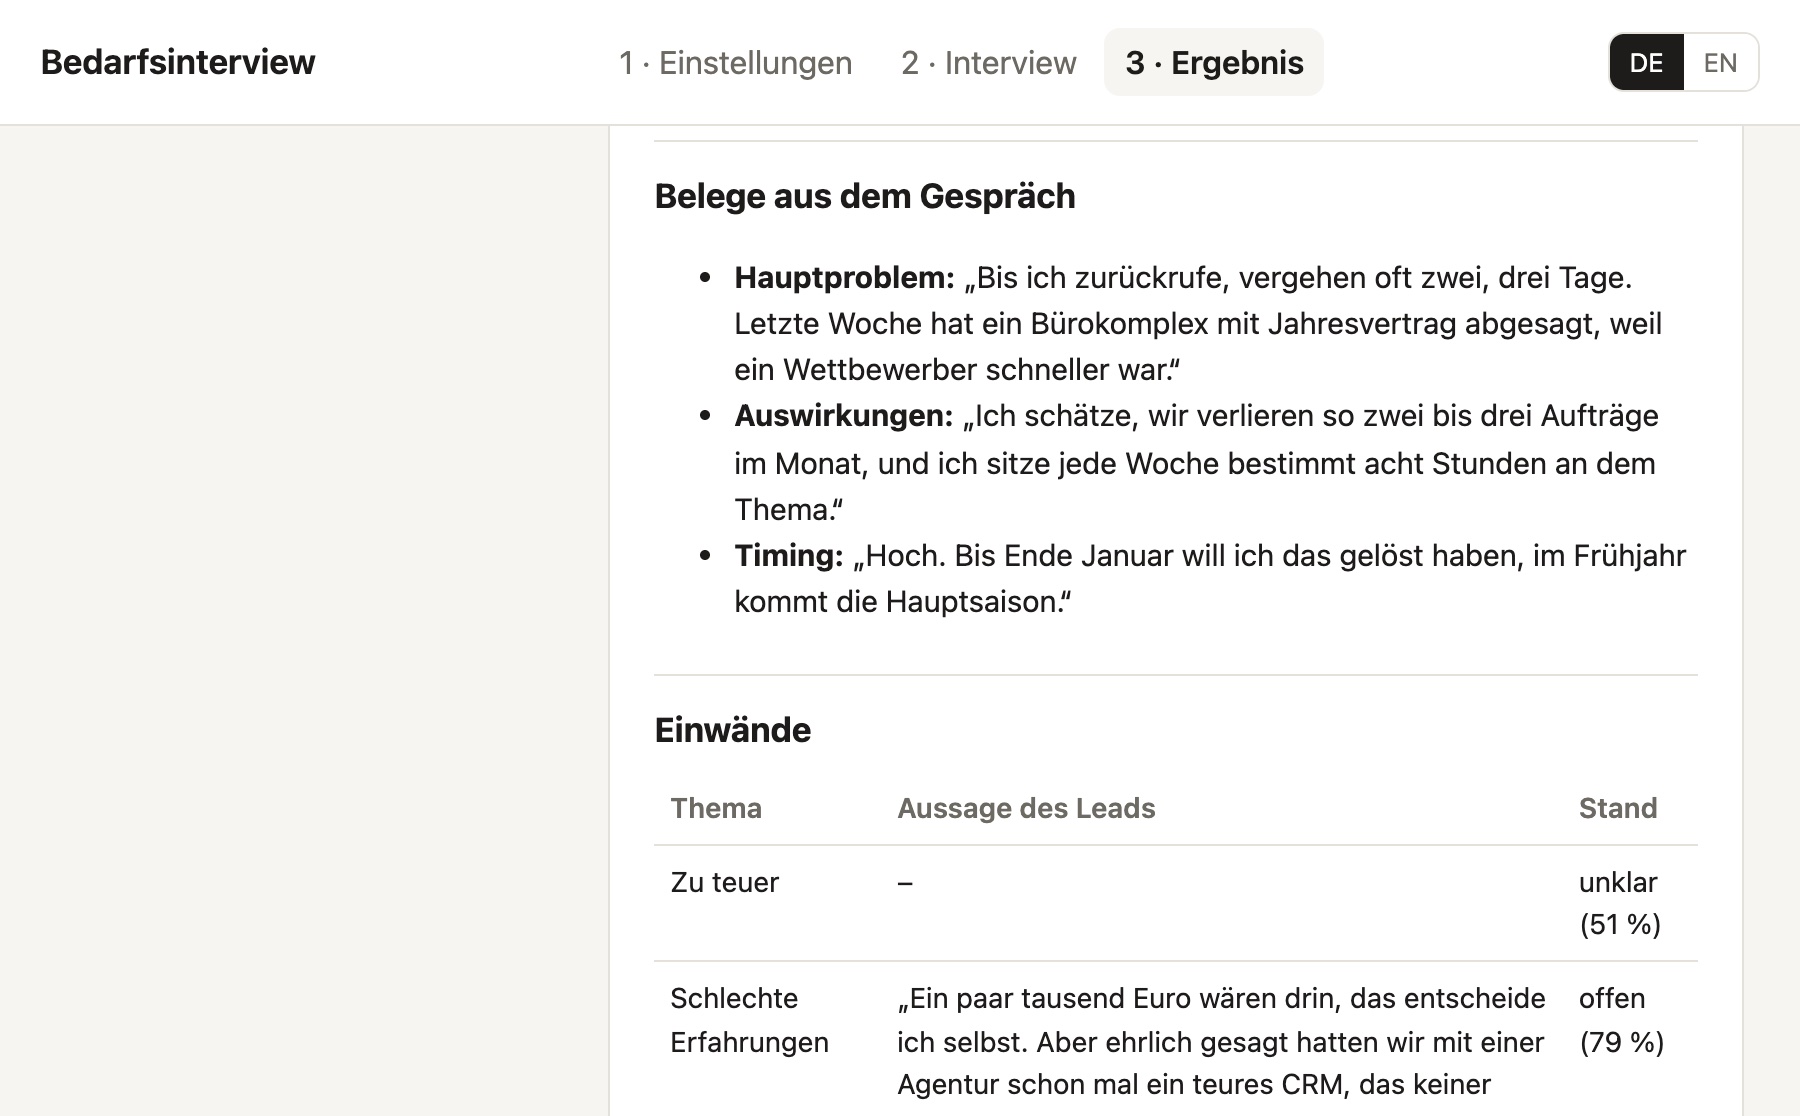 Bedarfsinterview
1 · Einstellungen
2 · Interview
3 · Ergebnis
DE
EN
Belege aus dem Gespräch
• Hauptproblem: „Bis ich zurückrufe, vergehen oft zwei, drei Tage.
Letzte Woche hat ein Bürokomplex mit Jahresvertrag abgesagt, weil
ein Wettbewerber schneller war.“
• Auswirkungen: „Ich schätze, wir verlieren so zwei bis drei Aufträge
im Monat, und ich sitze jede Woche bestimmt acht Stunden an dem
Thema.“
• Timing: „Hoch. Bis Ende Januar will ich das gelöst haben, im Frühjahr
kommt die Hauptsaison.“
Einwände
Thema
Aussage des Leads
Stand
Zu teuer
–
unklar
(51 %)
Schlechte
Erfahrungen
„Ein paar tausend Euro wären drin, das entscheide
ich selbst. Aber ehrlich gesagt hatten wir mit einer
Agentur schon mal ein teures CRM, das keiner
offen
(79 %)